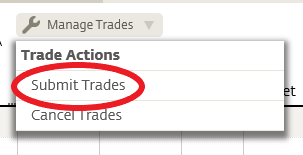 Manage Trades
Trade Actions
Submit Trades
Cancel Trades